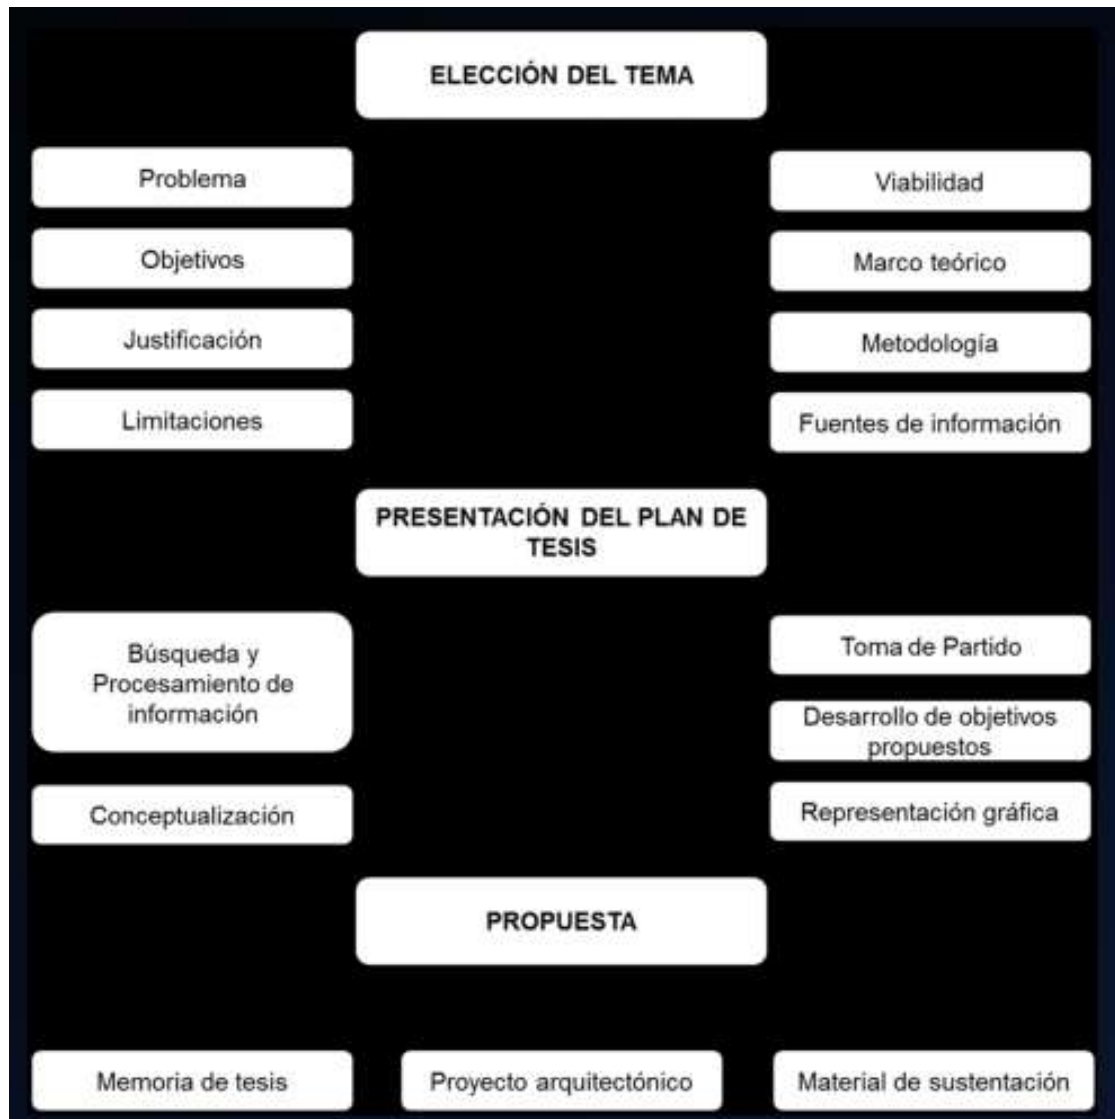 ELECCIÓN DEL TEMA
Problema
Viabilidad
Objetivos
Marco teórico
Justificación
Metodología
Limitaciones
Fuentes de información
PRESENTACIÓN DEL PLAN DE
TESIS
Búsqueda y
Procesamiento de
información
Toma de Partido
Desarrollo de objetivos
propuestos
Conceptualización
Representación gráfica
PROPUESTA
Memoria de tesis
Proyecto arquitectónico
Material de sustentación